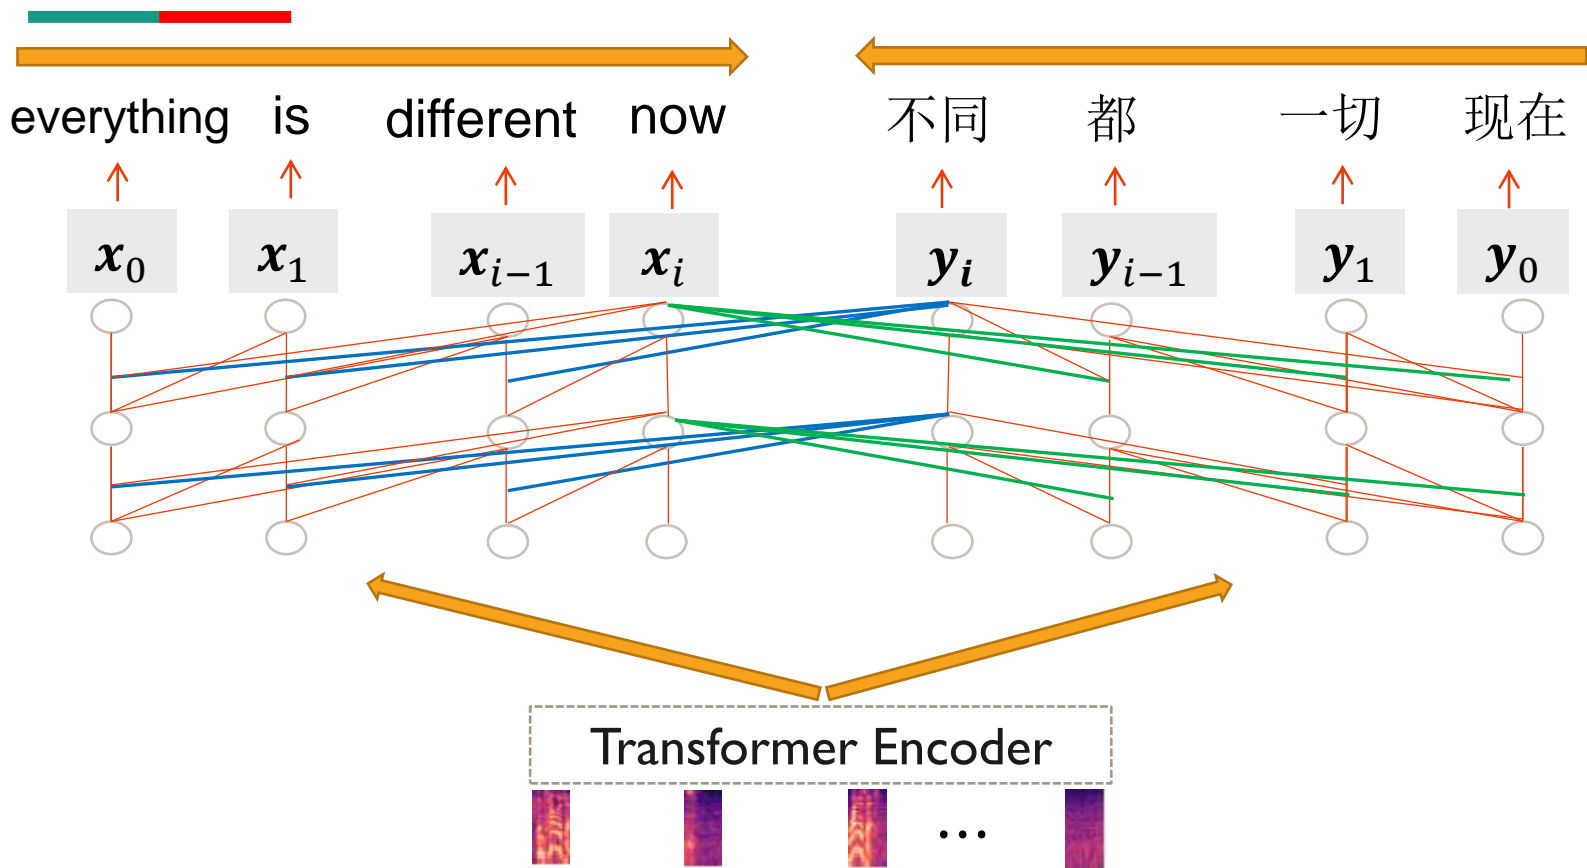 everything is different now 不同 都 一切 现在
x₀ x₁ xᵢ₋₁ xᵢ yᵢ yᵢ₋₁ y₁ y₀
Transformer Encoder
...